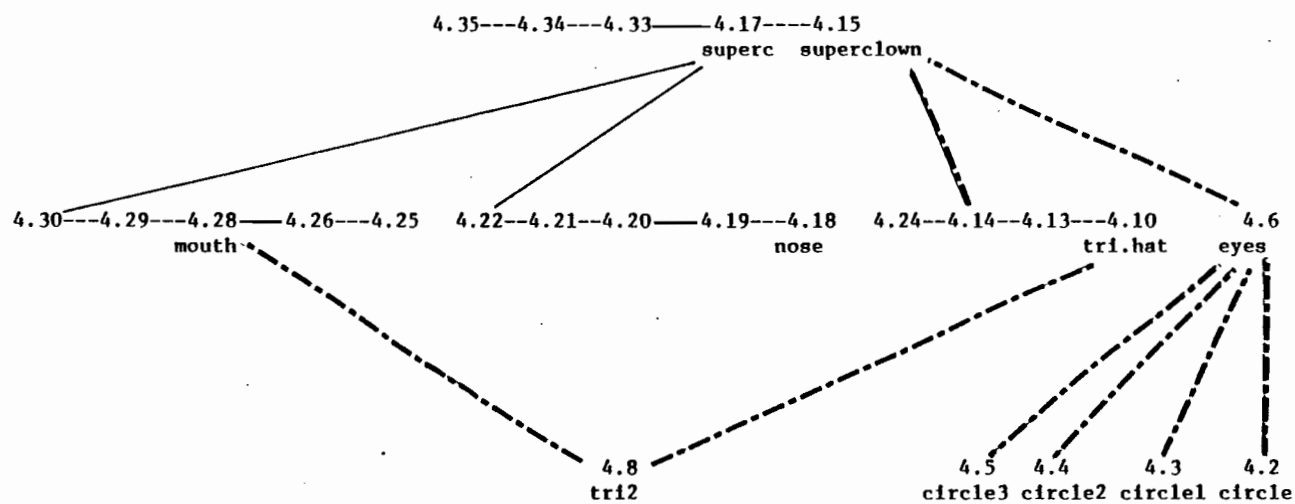 4.35---4.34---4.33——4.17----4.15
superc superclown
4.30---4.29---4.28——4.26---4.25 4.22--4.21--4.20——4.19---4.18 4.24--4.14--4.13---4.10 4.6
mouth nose tri.hat eyes
4.8 4.5 4.4 4.3 4.2
tri2 circle3 circle2 circle1 circle